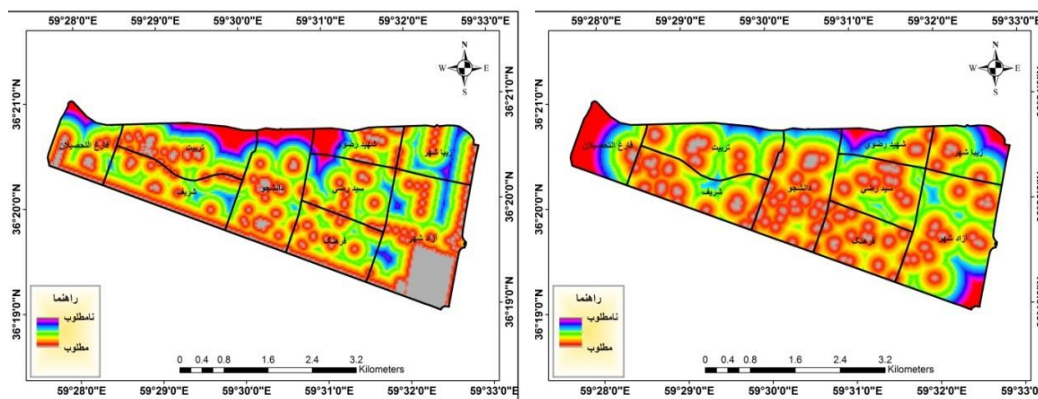 59°28'0"E 59°29'0"E 59°30'0"E 59°31'0"E 59°32'0"E 59°33'0"E
N
W E
S
36°21'0"N
36°20'0"N
36°19'0"N
فارغ التحصیلان
تربیت
شهید رضوی
زیبا شهر
شریف
دانشجو
سید رضی
فرهنگ
آزاد شهر
راهنما
نامطلوب
مطلوب
0 0.4 0.8 1.6 2.4 3.2
Kilometers
59°28'0"E 59°29'0"E 59°30'0"E 59°31'0"E 59°32'0"E 59°33'0"E
59°28'0"E 59°29'0"E 59°30'0"E 59°31'0"E 59°32'0"E 59°33'0"E
N
W E
S
36°21'0"N
36°20'0"N
36°19'0"N
فارغ التحصیلان
تربیت
شهید رضوی
زیبا شهر
شریف
دانشجو
سید رضی
فرهنگ
آزاد شهر
راهنما
نامطلوب
مطلوب
0 0.4 0.8 1.6 2.4 3.2
Kilometers
59°28'0"E 59°29'0"E 59°30'0"E 59°31'0"E 59°32'0"E 59°33'0"E